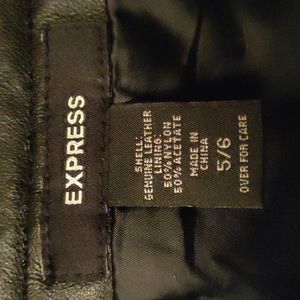 EXPRESS
SHELL:
GENUINE LEATHER
LINING:
50% NYLON
50% ACETATE
MADE IN
CHINA
5/6
OVER FOR CARE